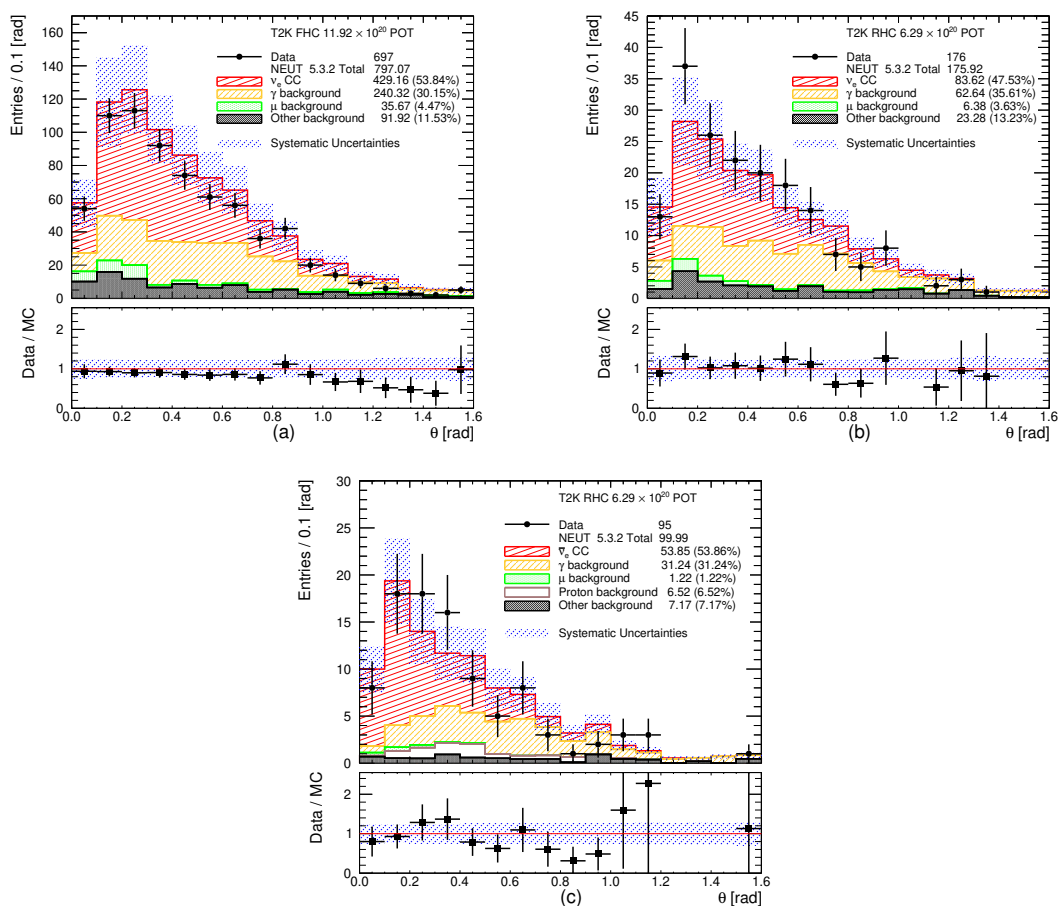 T2K FHC 11.92 × 10²⁰ POT
Data 697
NEUT 5.3.2 Total 797.07
νₑ CC 429.16 (53.84%)
γ background 240.32 (30.15%)
μ background 35.67 (4.47%)
Other background 91.92 (11.53%)
Systematic Uncertainties
Entries / 0.1 [rad]
160
140
120
100
80
60
40
20
0
Data / MC
2
1
0
0.0 0.2 0.4 0.6 0.8 1.0 1.2 1.4 1.6
θ [rad]
(a)
T2K RHC 6.29 × 10²⁰ POT
Data 176
NEUT 5.3.2 Total 175.92
νₑ CC 83.62 (47.53%)
γ background 62.64 (35.61%)
μ background 6.38 (3.63%)
Other background 23.28 (13.23%)
Systematic Uncertainties
Entries / 0.1 [rad]
45
40
35
30
25
20
15
10
5
0
Data / MC
2
1
0
0.0 0.2 0.4 0.6 0.8 1.0 1.2 1.4 1.6
θ [rad]
(b)
T2K RHC 6.29 × 10²⁰ POT
Data 95
NEUT 5.3.2 Total 99.99
ν̄ₑ CC 53.85 (53.86%)
γ background 31.24 (31.24%)
μ background 1.22 (1.22%)
Proton background 6.52 (6.52%)
Other background 7.17 (7.17%)
Systematic Uncertainties
Entries / 0.1 [rad]
30
25
20
15
10
5
0
Data / MC
2
1
0
0.0 0.2 0.4 0.6 0.8 1.0 1.2 1.4 1.6
θ [rad]
(c)